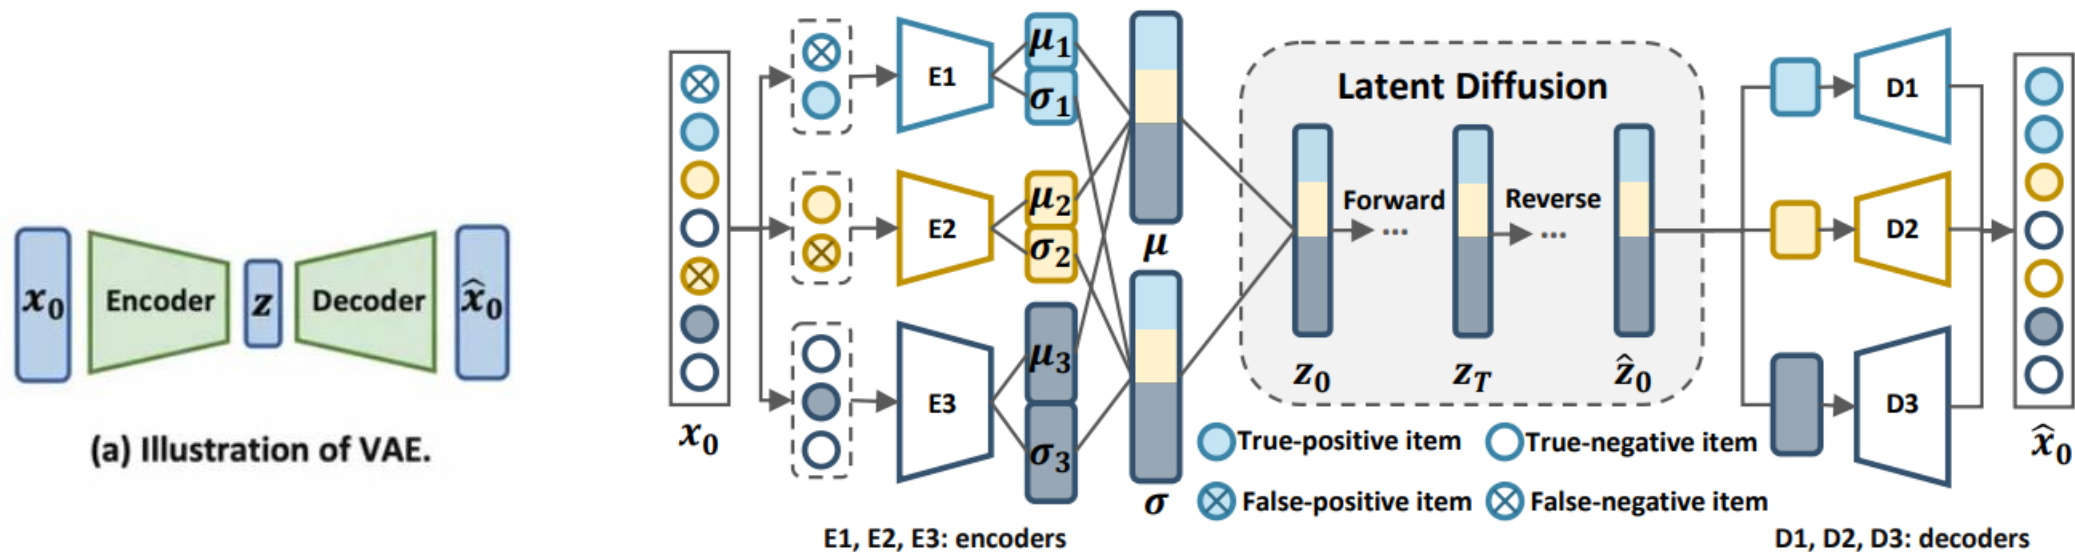 x₀
Encoder
z
Decoder
x̂₀
(a) Illustration of VAE.
x₀
E1
μ₁
σ₁
E2
μ₂
σ₂
E3
μ₃
σ₃
μ
σ
E1, E2, E3: encoders
Latent Diffusion
Forward
...
Reverse
...
z₀
z_T
ẑ₀
True-positive item
True-negative item
False-positive item
False-negative item
D1
D2
D3
x̂₀
D1, D2, D3: decoders